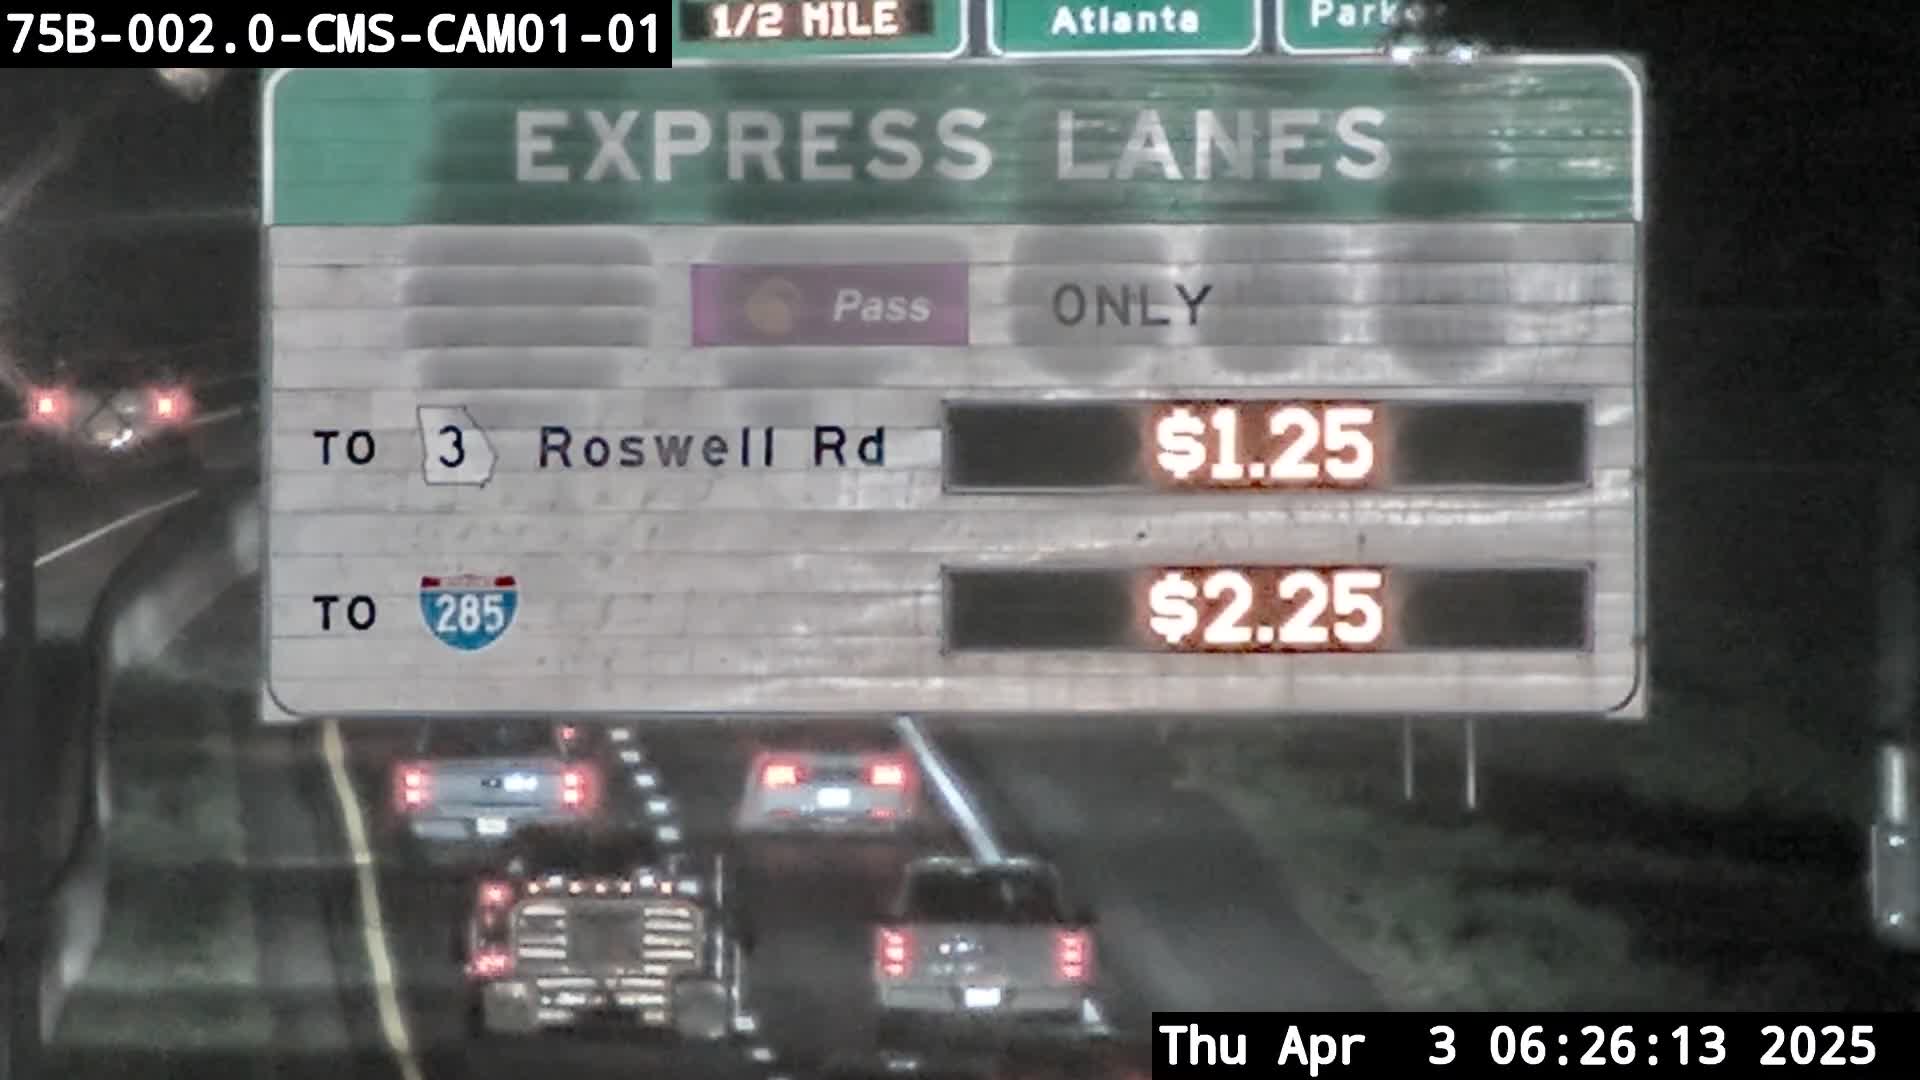 75B-002.0-CMS-CAM01-01
1/2 MILE
Atlanta
EXPRESS LANES
Pass ONLY
TO 3 Roswell Rd $1.25
TO 285 $2.25
Thu Apr 3 06:26:13 2025